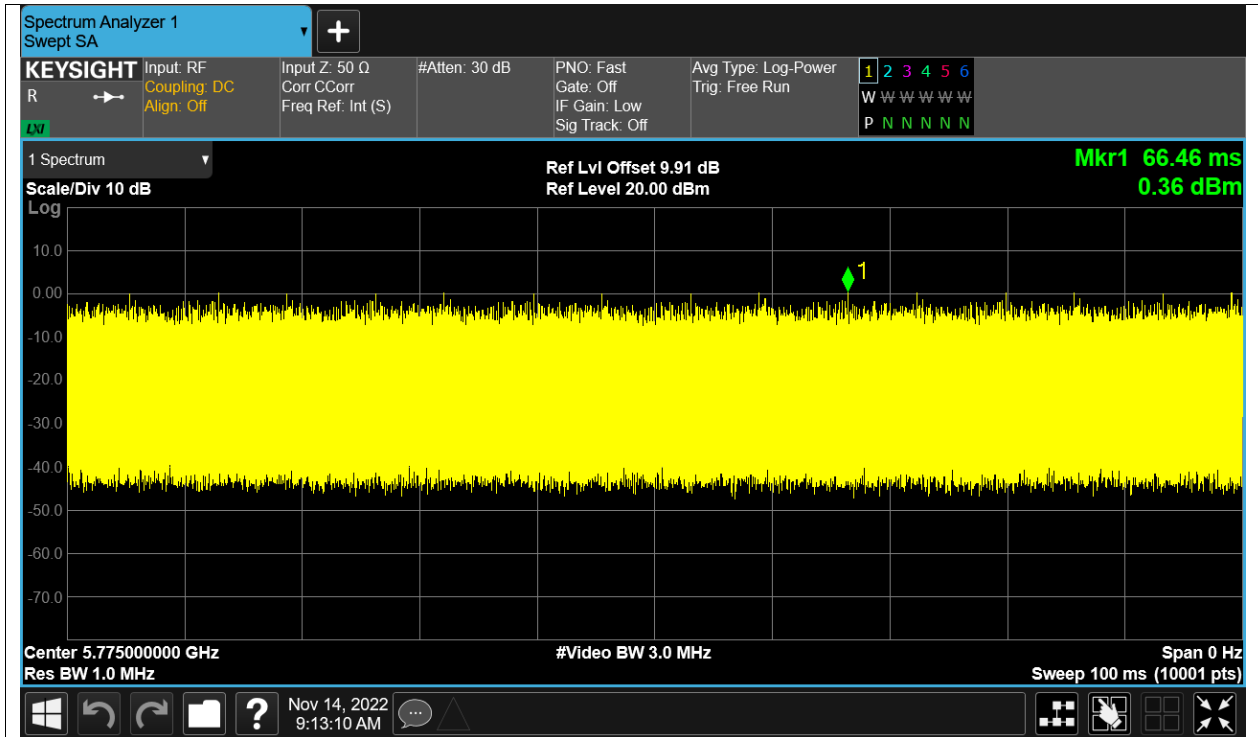 Spectrum Analyzer 1
Swept SA
+
KEYSIGHT
R
LXI
Input: RF
Coupling: DC
Align: Off
Input Z: 50 Ω
Corr CCorr
Freq Ref: Int (S)
#Atten: 30 dB
PNO: Fast
Gate: Off
IF Gain: Low
Sig Track: Off
Avg Type: Log-Power
Trig: Free Run
1 2 3 4 5 6
W W W W W W
P N N N N N
1 Spectrum
Scale/Div 10 dB
Ref Lvl Offset 9.91 dB
Ref Level 20.00 dBm
Mkr1 66.46 ms
0.36 dBm
Log
10.0
0.00
-10.0
-20.0
-30.0
-40.0
-50.0
-60.0
-70.0
1
Center 5.775000000 GHz
Res BW 1.0 MHz
#Video BW 3.0 MHz
Span 0 Hz
Sweep 100 ms (10001 pts)
?
Nov 14, 2022
9:13:10 AM